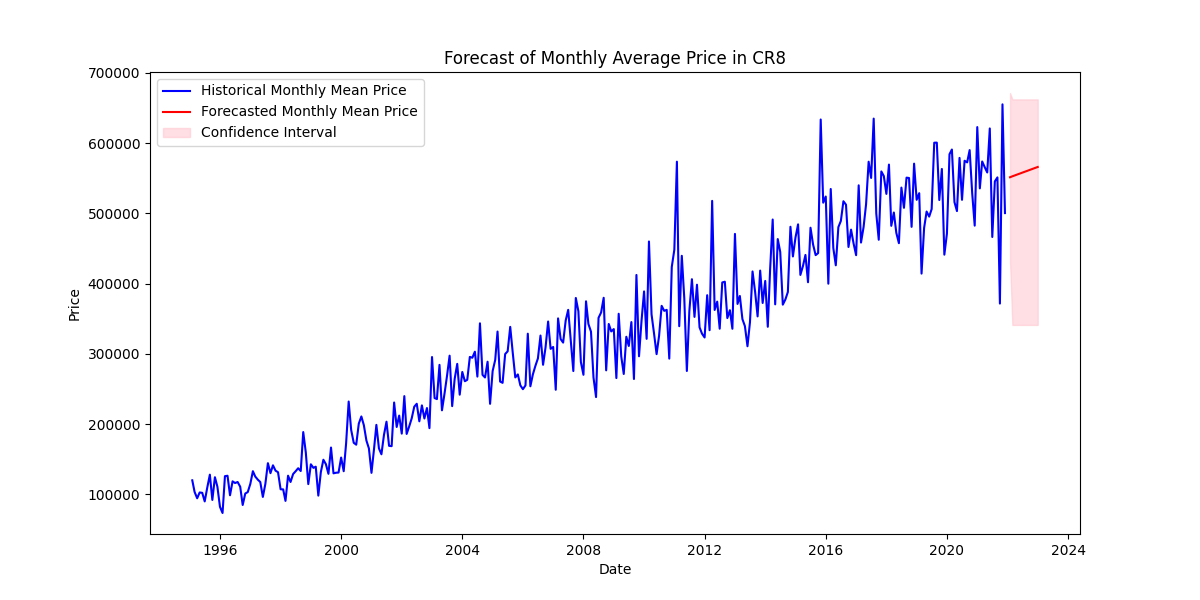 Forecast of Monthly Average Price in CR8
700000
600000
500000
400000
300000
200000
100000
Price
Historical Monthly Mean Price
Forecasted Monthly Mean Price
Confidence Interval
1996 2000 2004 2008 2012 2016 2020 2024
Date